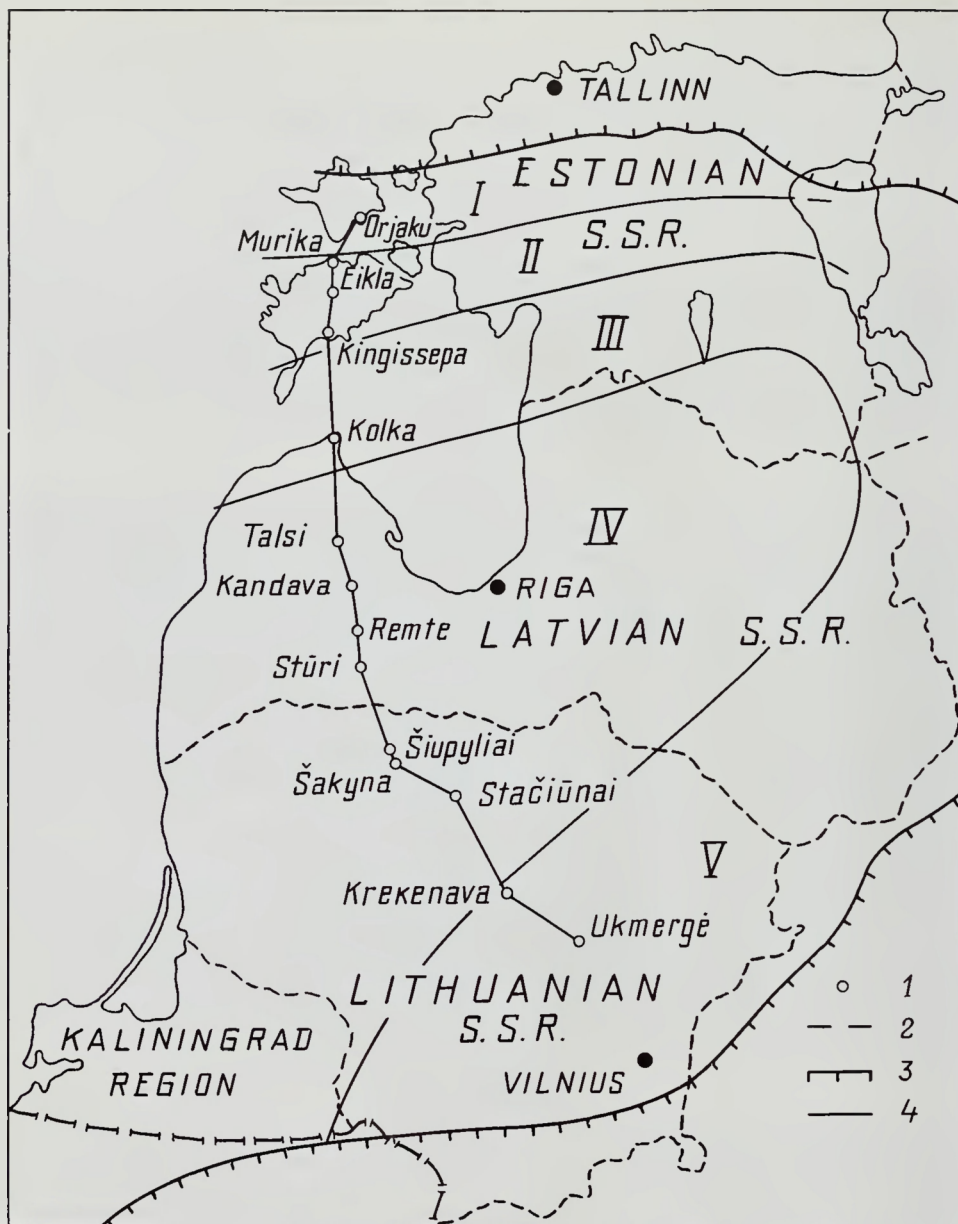 TALLINN
ESTONIAN
I
S.S.R.
Orjaku
Murika
II
Eikla
III
Kingissepa
Kolka
IV
Talsi
Kandava
RIGA
Remte
LATVIAN S.S.R.
Stūri
Šiupyliai
Šakyna
Stačiūnai
V
Krekenava
Ukmergė
LITHUANIAN
S.S.R.
KALININGRAD
REGION
VILNIUS
1
2
3
4
I